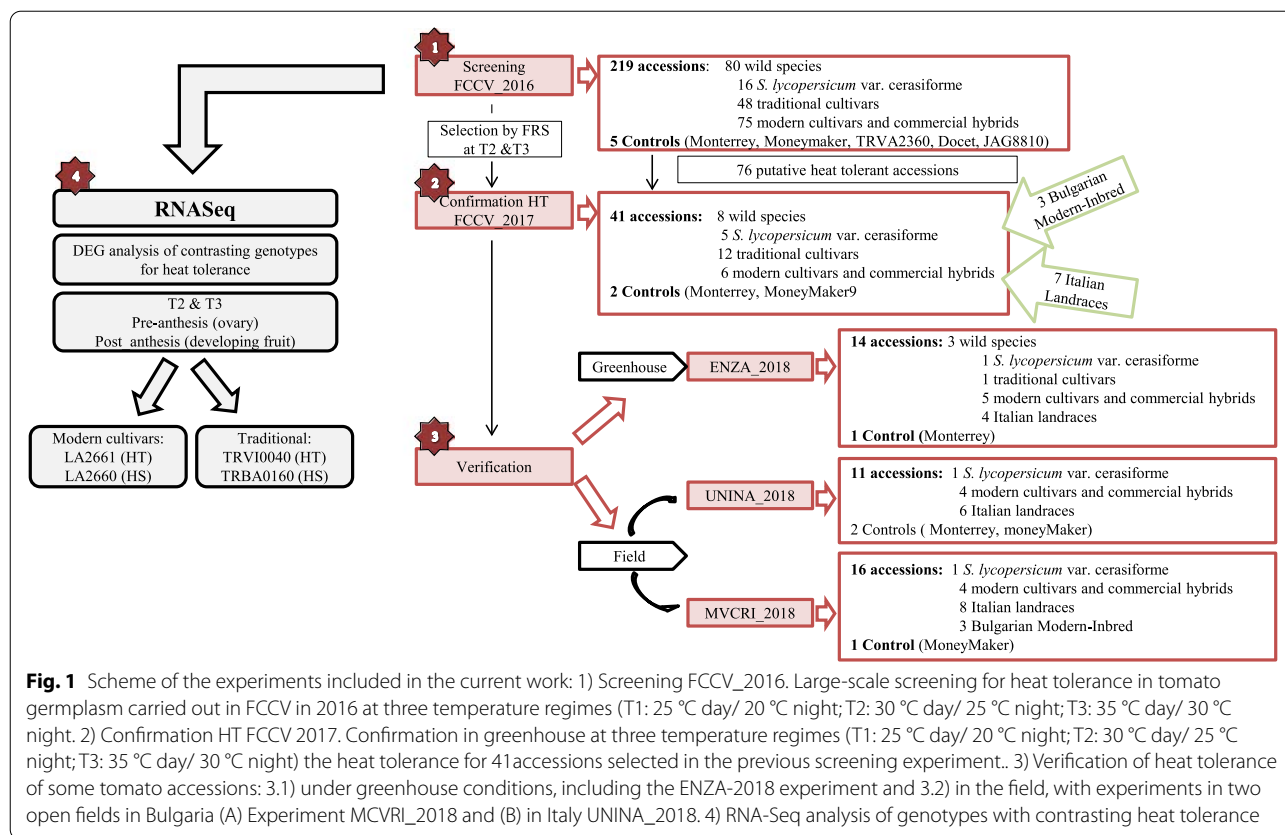 1
Screening
FCCV_2016
219 accessions: 80 wild species
16 S. lycopersicum var. cerasiforme
48 traditional cultivars
75 modern cultivars and commercial hybrids
5 Controls (Monterrey, Moneymaker, TRVA2360, Docet, JAG8810)
Selection by FRS
at T2 &T3
76 putative heat tolerant accessions
2
Confirmation HT
FCCV_2017
41 accessions: 8 wild species
5 S. lycopersicum var. cerasiforme
12 traditional cultivars
6 modern cultivars and commercial hybrids
2 Controls (Monterrey, MoneyMaker9
3 Bulgarian
Modern-Inbred
7 Italian
Landraces
4
RNASeq
DEG analysis of contrasting genotypes
for heat tolerance
T2 & T3
Pre-anthesis (ovary)
Post_anthesis (developing fruit)
Modern cultivars:
LA2661 (HT)
LA2660 (HS)
Traditional:
TRVI0040 (HT)
TRBA0160 (HS)
3
Verification
Greenhouse
ENZA_2018
14 accessions: 3 wild species
1 S. lycopersicum var. cerasiforme
1 traditional cultivars
5 modern cultivars and commercial hybrids
4 Italian landraces
1 Control (Monterrey)
Field
UNINA_2018
11 accessions: 1 S. lycopersicum var. cerasiforme
4 modern cultivars and commercial hybrids
6 Italian landraces
2 Controls ( Monterrey, moneyMaker)
MVCRI_2018
16 accessions: 1 S. lycopersicum var. cerasiforme
4 modern cultivars and commercial hybrids
8 Italian landraces
3 Bulgarian Modern-Inbred
1 Control (MoneyMaker)
Fig. 1 Scheme of the experiments included in the current work: 1) Screening FCCV_2016. Large-scale screening for heat tolerance in tomato
germplasm carried out in FCCV in 2016 at three temperature regimes (T1: 25 °C day/ 20 °C night; T2: 30 °C day/ 25 °C night; T3: 35 °C day/ 30 °C
night. 2) Confirmation HT FCCV 2017. Confirmation in greenhouse at three temperature regimes (T1: 25 °C day/ 20 °C night; T2: 30 °C day/ 25 °C
night; T3: 35 °C day/ 30 °C night) the heat tolerance for 41accessions selected in the previous screening experiment.. 3) Verification of heat tolerance
of some tomato accessions: 3.1) under greenhouse conditions, including the ENZA-2018 experiment and 3.2) in the field, with experiments in two
open fields in Bulgaria (A) Experiment MCVRI_2018 and (B) in Italy UNINA_2018. 4) RNA-Seq analysis of genotypes with contrasting heat tolerance